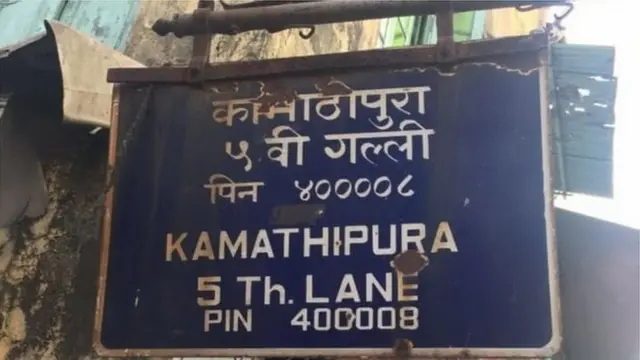 कामाठीपुरा
५ वी गल्ली
पिन ४००००८
KAMATHIPURA
5 Th. LANE
PIN 400008